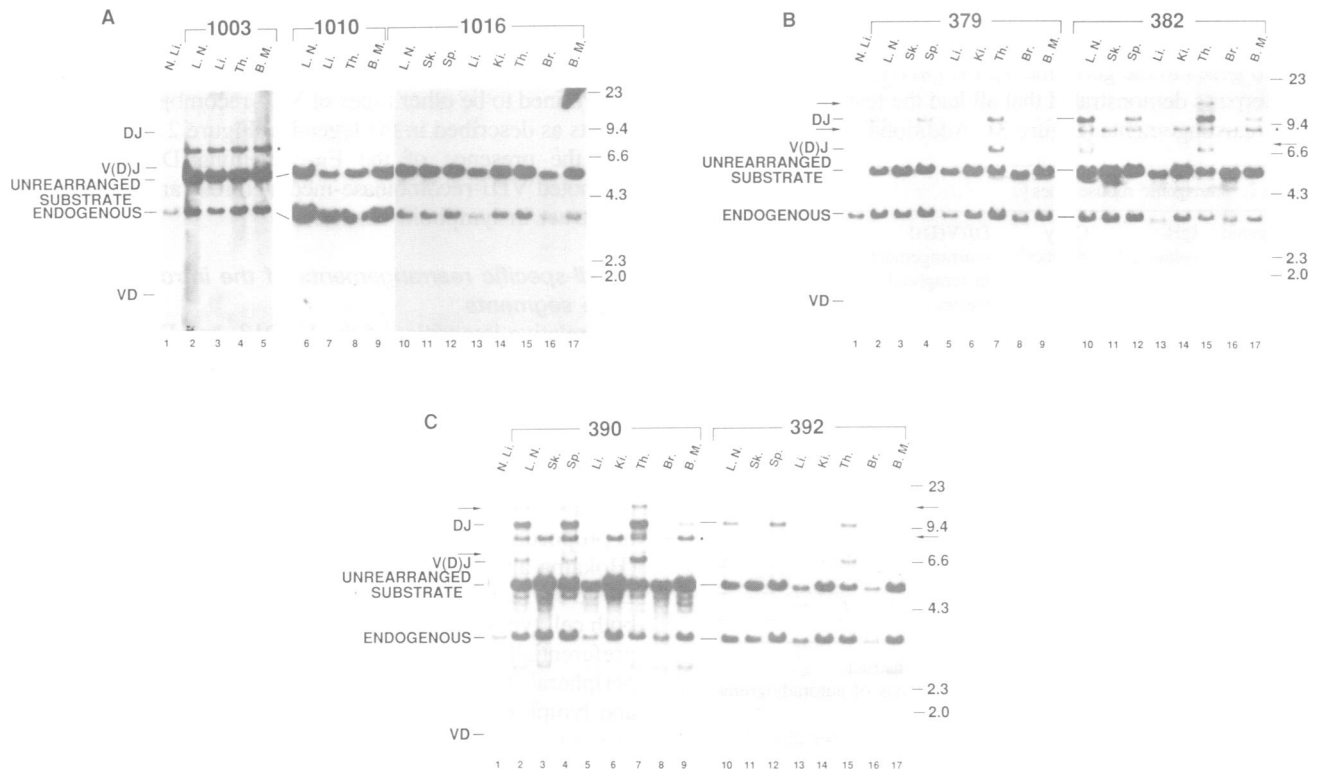 A
1003
1010
1016
N. Li.
L. N.
Li.
Th.
B. M.
L. N.
Li.
Th.
B. M.
L. N.
Sk.
Sp.
Li.
Ki.
Th.
Br.
B. M.
DJ
V(D)J
UNREARRANGED
SUBSTRATE
ENDOGENOUS
VD
23
9.4
6.6
4.3
2.3
2.0
1 2 3 4 5 6 7 8 9 10 11 12 13 14 15 16 17
B
379
382
N. Li.
L. N.
Sk.
Sp.
Li.
Ki.
Th.
Br.
B. M.
L. N.
Sk.
Sp.
Li.
Ki.
Th.
Br.
B. M.
DJ
V(D)J
UNREARRANGED
SUBSTRATE
ENDOGENOUS
VD
23
9.4
6.6
4.3
2.3
2.0
1 2 3 4 5 6 7 8 9 10 11 12 13 14 15 16 17
C
390
392
N. Li.
L. N.
Sk.
Sp.
Li.
Ki.
Th.
Br.
B. M.
L. N.
Sk.
Sp.
Li.
Ki.
Th.
Br.
B. M.
DJ
V(D)J
UNREARRANGED
SUBSTRATE
ENDOGENOUS
VD
23
9.4
6.6
4.3
2.3
2.0
1 2 3 4 5 6 7 8 9 10 11 12 13 14 15 16 17